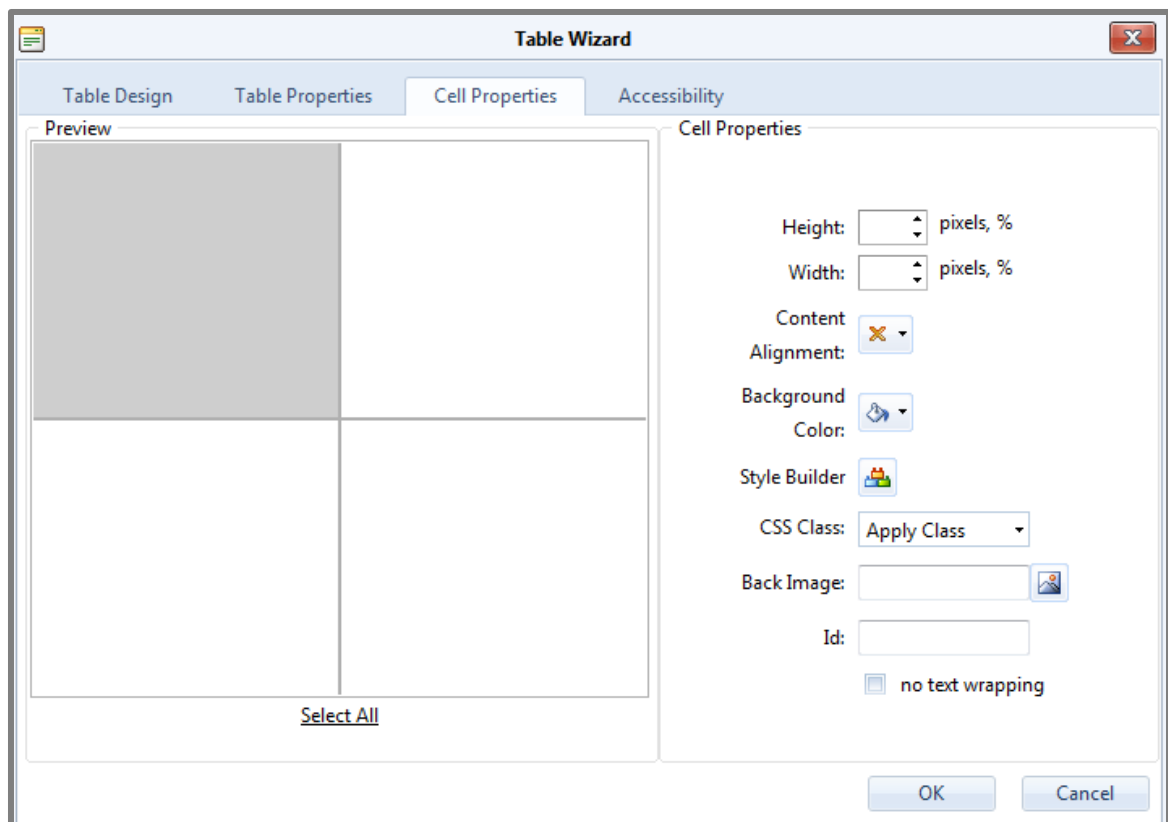 Table Wizard
Table Design Table Properties Cell Properties Accessibility
Preview
Select All
Cell Properties
Height: pixels, %
Width: pixels, %
Content
Alignment:
Background
Color:
Style Builder
CSS Class: Apply Class
Back Image:
Id:
no text wrapping
OK Cancel